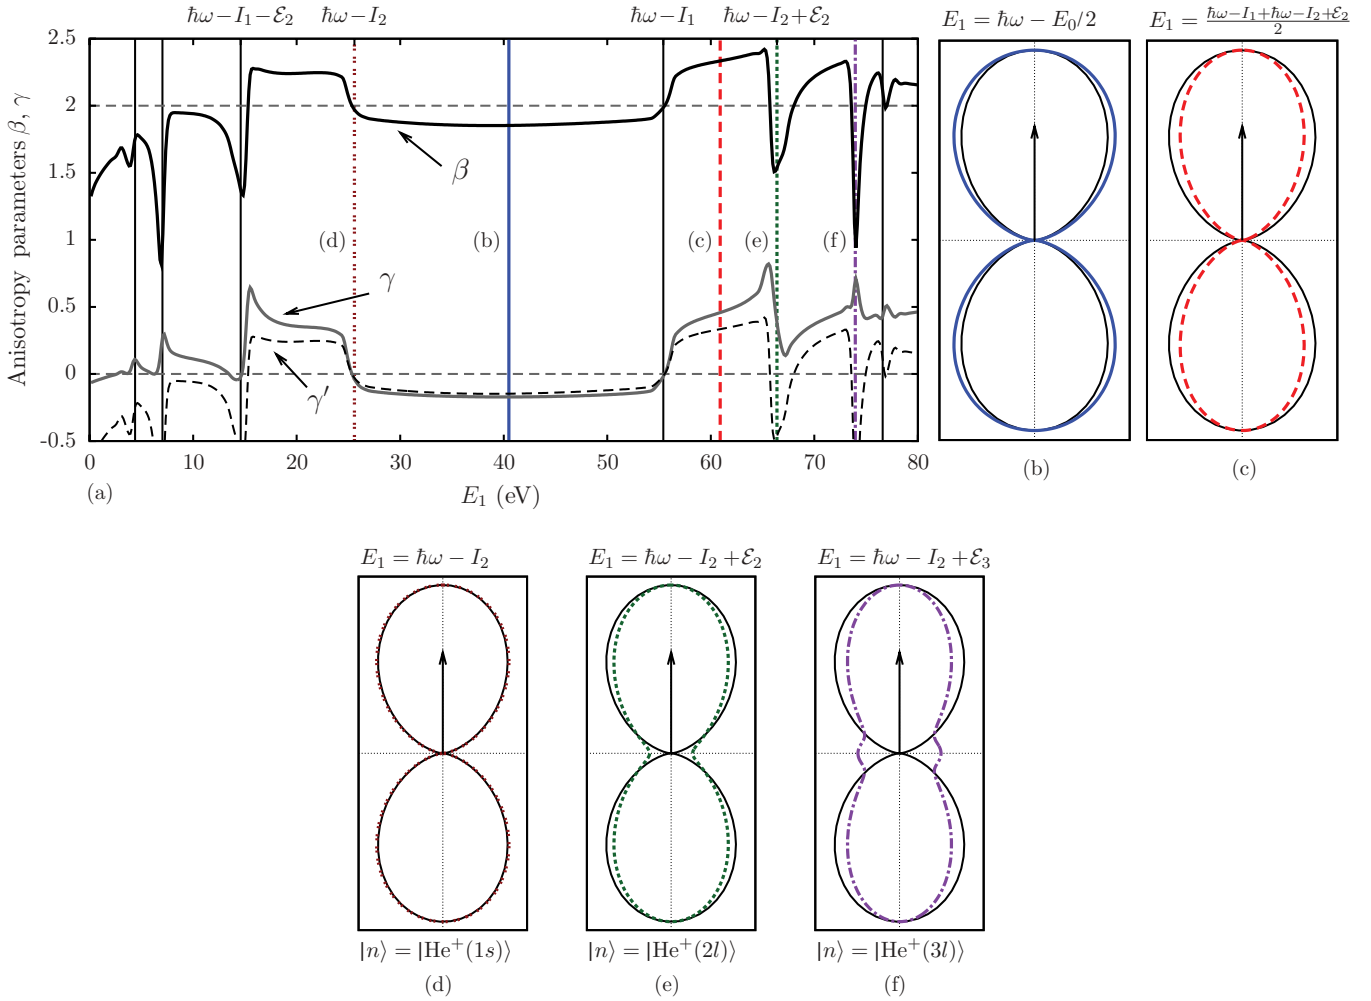 ħω−I₁−ℰ₂ ħω−I₂ ħω−I₁ ħω−I₂+ℰ₂
E₁ = ħω − E₀/2
E₁ = (ħω−I₁+ħω−I₂+ℰ₂)/2
Anisotropy parameters β, γ
2.5
2
1.5
1
0.5
0
-0.5
β
(d) (b) (c) (e) (f)
γ
γ′
0 10 20 30 40 50 60 70 80
E₁ (eV)
(a)
(b)
(c)
E₁ = ħω − I₂
E₁ = ħω − I₂ +ℰ₂
E₁ = ħω − I₂ +ℰ₃
|n⟩ = |He⁺(1s)⟩
|n⟩ = |He⁺(2l)⟩
|n⟩ = |He⁺(3l)⟩
(d)
(e)
(f)